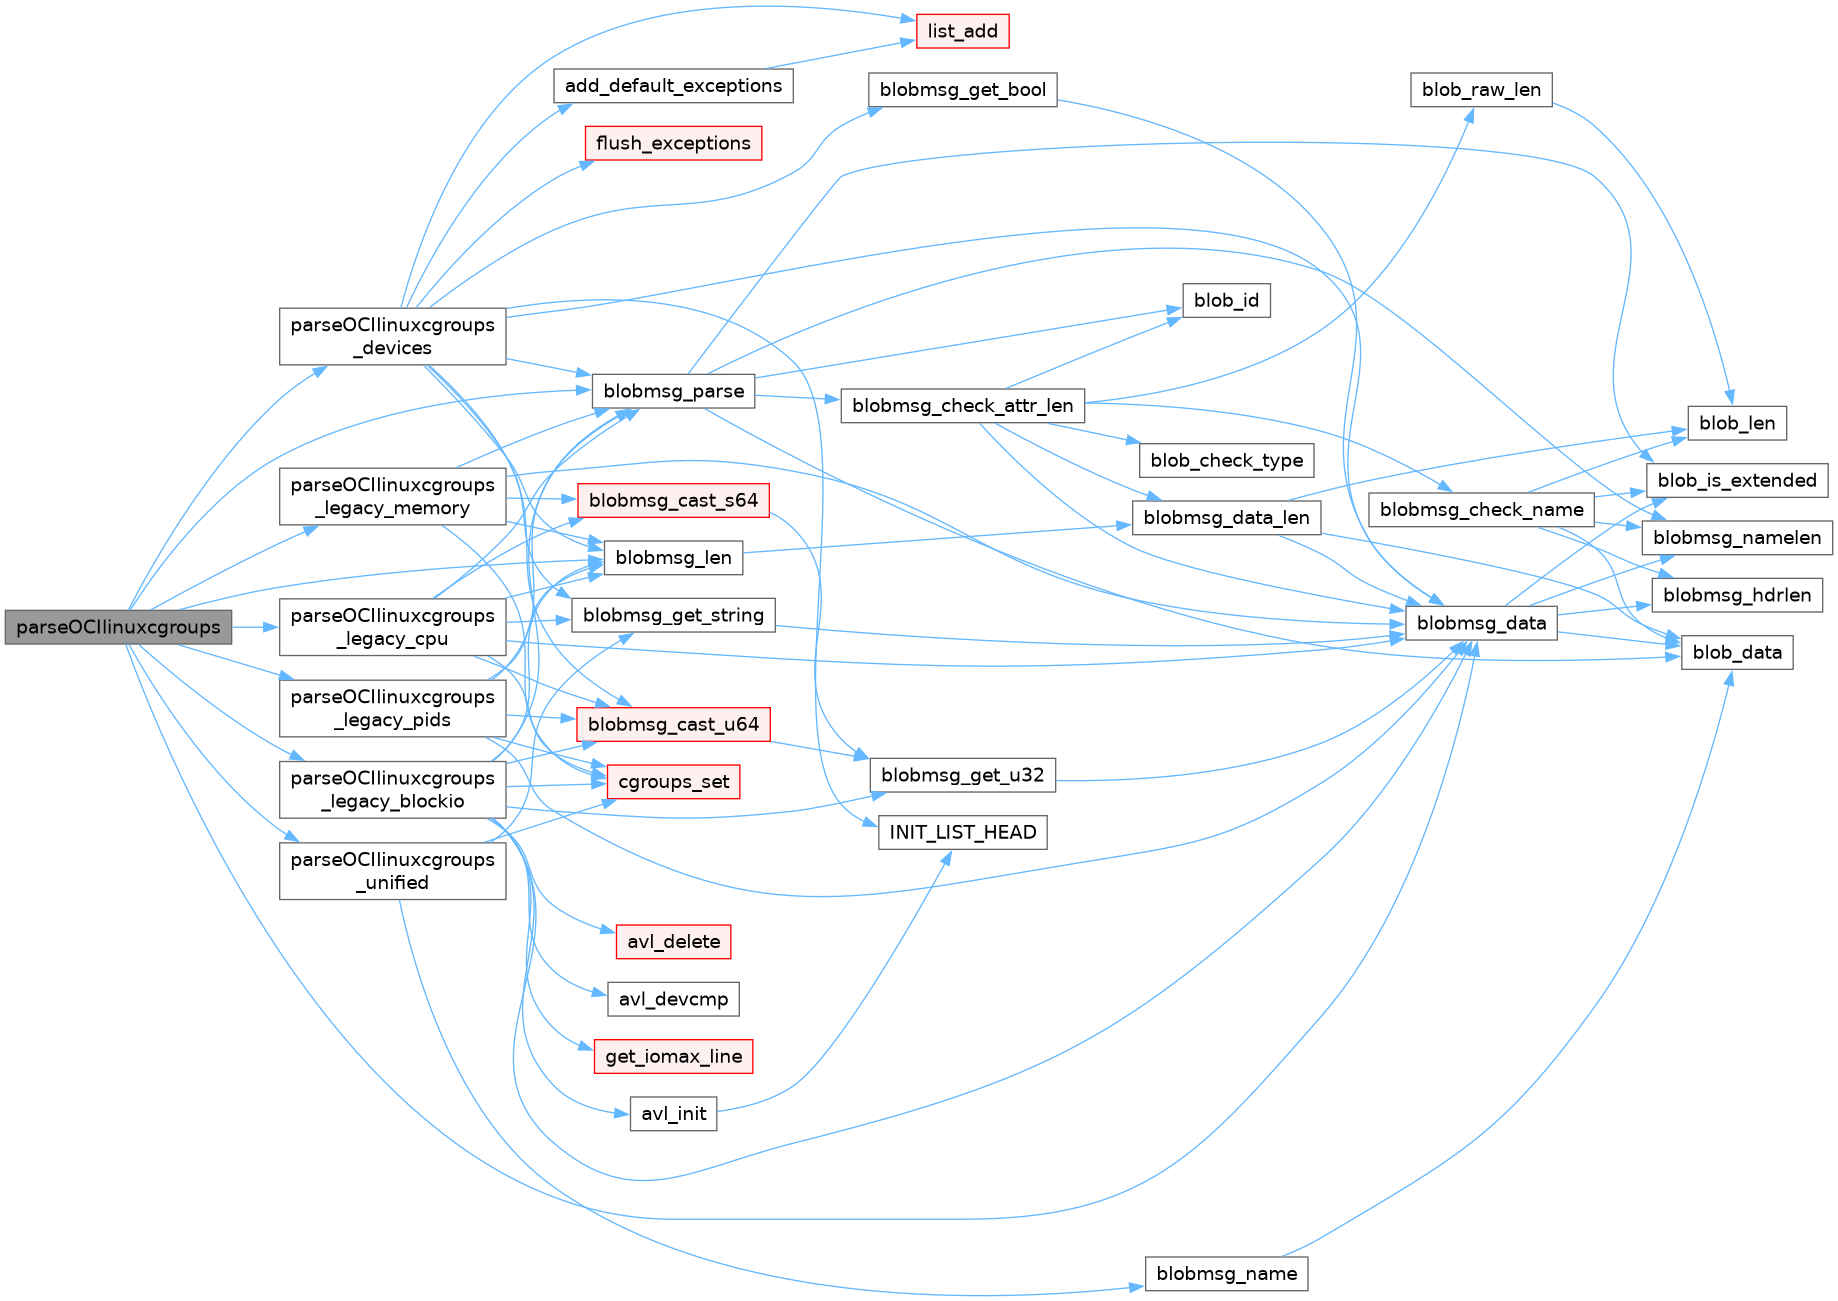 list_add
add_default_exceptions
blobmsg_get_bool
blob_raw_len
flush_exceptions
blob_id
parseOCIlinuxcgroups
_devices
blobmsg_parse
blobmsg_check_attr_len
blob_len
blob_check_type
blob_is_extended
parseOCIlinuxcgroups
_legacy_memory
blobmsg_cast_s64
blobmsg_data_len
blobmsg_check_name
blobmsg_namelen
blobmsg_len
blobmsg_hdrlen
parseOCIlinuxcgroups
parseOCIlinuxcgroups
_legacy_cpu
blobmsg_get_string
blobmsg_data
blob_data
parseOCIlinuxcgroups
_legacy_pids
blobmsg_cast_u64
parseOCIlinuxcgroups
_legacy_blockio
cgroups_set
blobmsg_get_u32
INIT_LIST_HEAD
parseOCIlinuxcgroups
_unified
avl_delete
avl_devcmp
get_iomax_line
avl_init
blobmsg_name